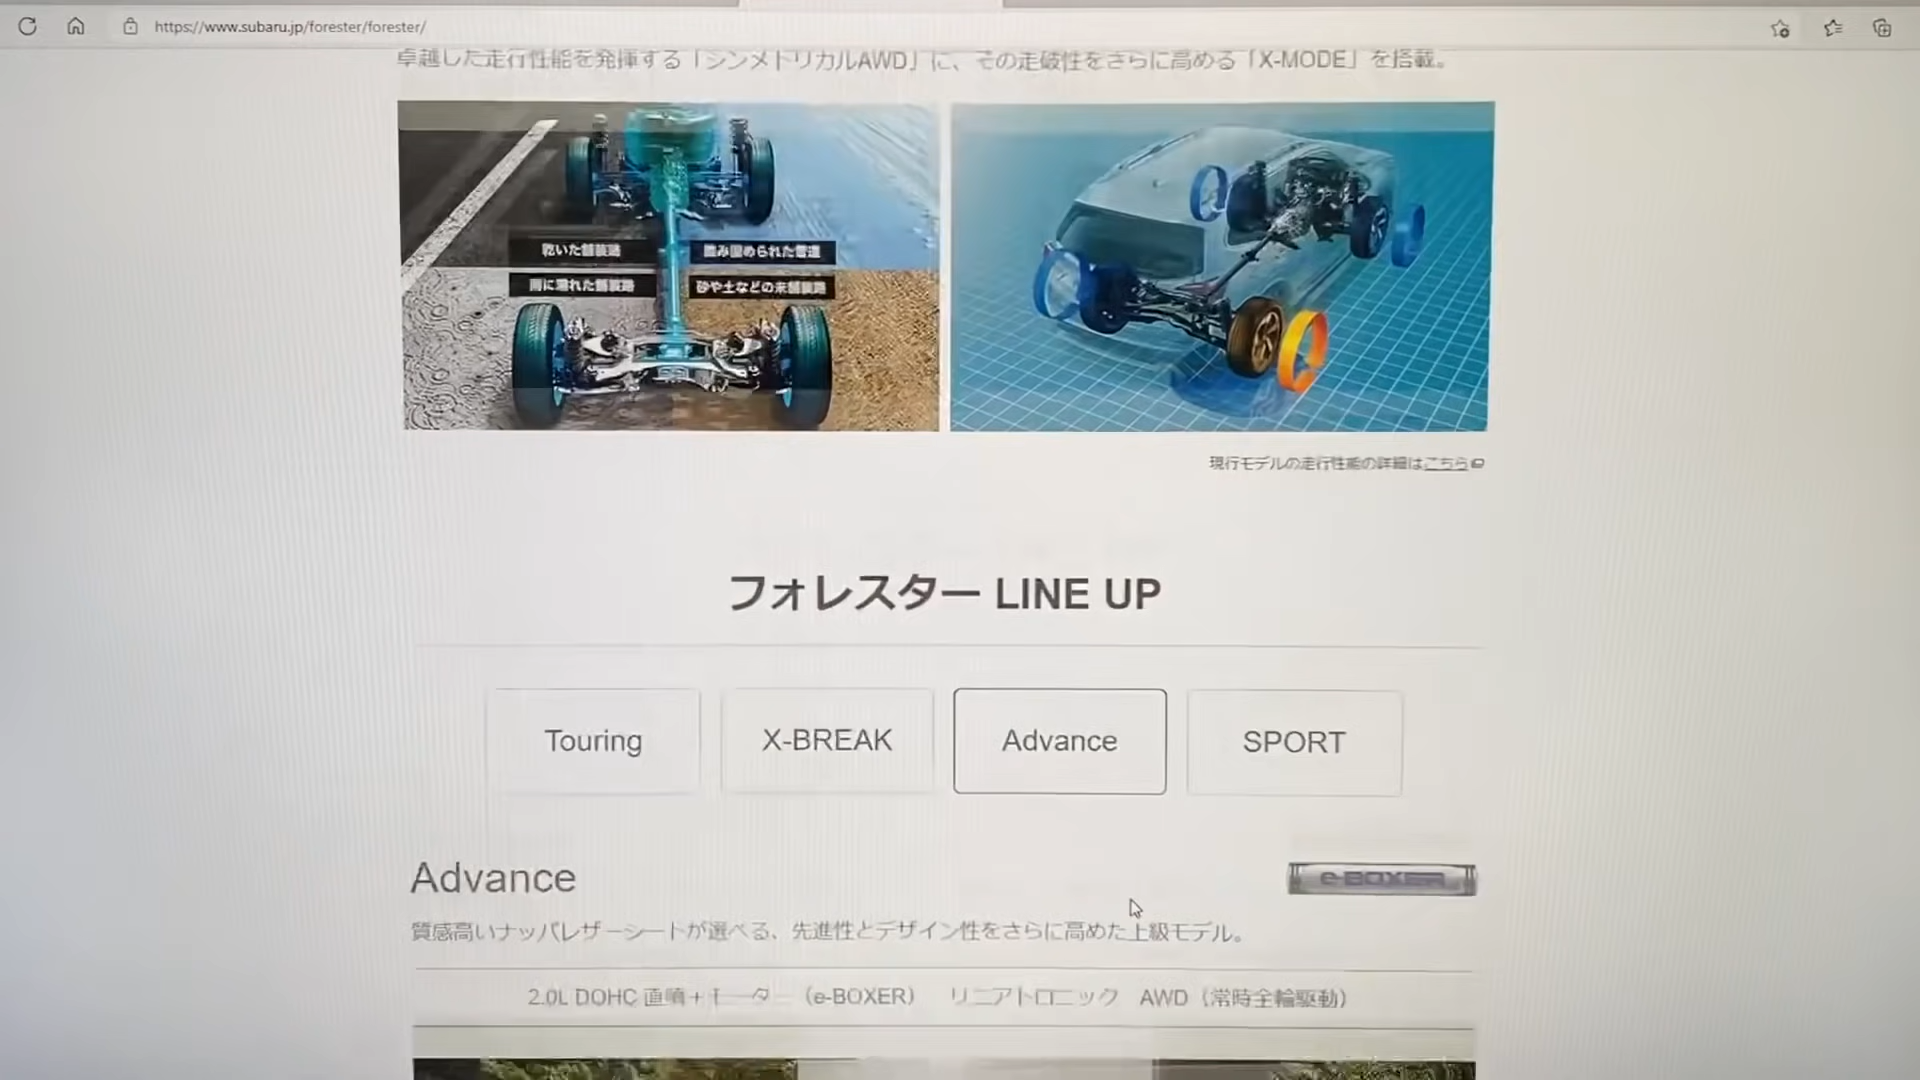 https://www.subaru.jp/forester/forester/
卓越した走行性能を発揮する「シンメトリカルAWD」に、その走破性をさらに高める「X-MODE」を搭載。
乾いた舗装路
踏み固められた雪道
雨に濡れた舗装路
砂や土などの未舗装路
現行モデルの走行性能の詳細はこちら
フォレスター LINE UP
Touring
X-BREAK
Advance
SPORT
Advance
e-BOXER
質感高いナッパレザーシートが選べる、先進性とデザイン性をさらに高めた上級モデル。
2.0L DOHC 直噴+モーター（e-BOXER） リニアトロニック AWD（常時全輪駆動）